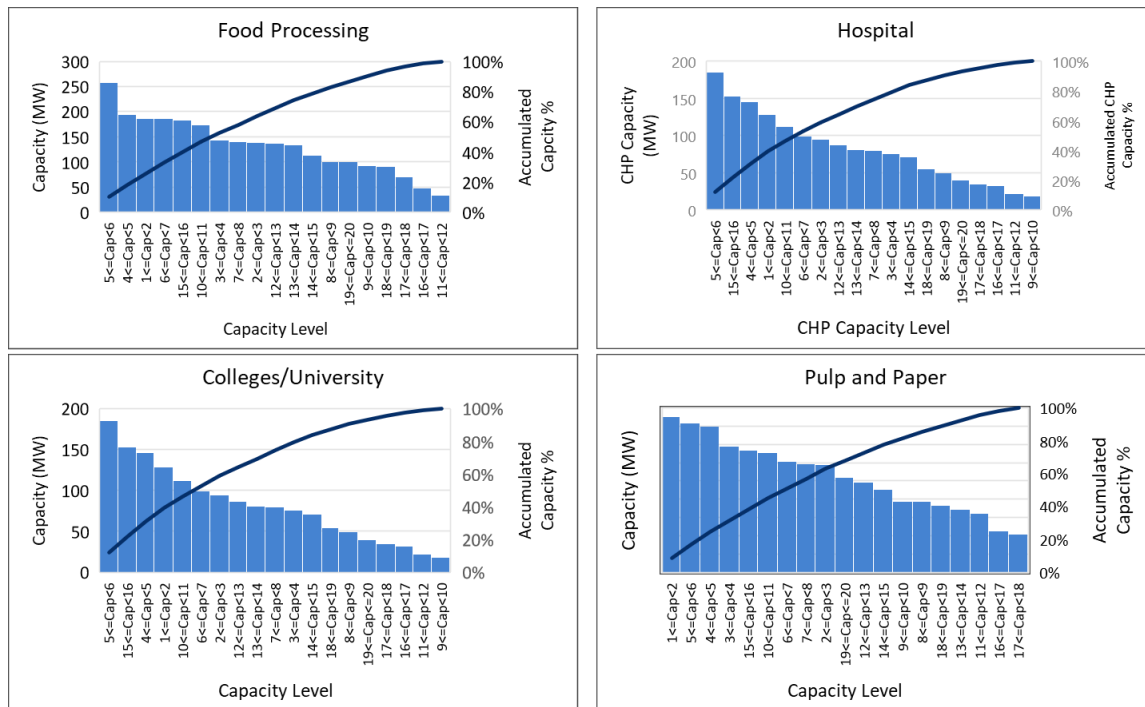 Food Processing
Capacity (MW)
300
250
200
150
100
50
0
100%
80%
60%
40%
20%
0%
Accumulated
Capcity %
5<=Cap<6
4<=Cap<5
1<=Cap<2
6<=Cap<7
15<=Cap<16
10<=Cap<11
3<=Cap<4
7<=Cap<8
2<=Cap<3
12<=Cap<13
13<=Cap<14
14<=Cap<15
8<=Cap<9
19<=Cap<=20
9<=Cap<10
18<=Cap<19
17<=Cap<18
16<=Cap<17
11<=Cap<12
Capacity Level
Hospital
CHP Capacity
(MW)
200
150
100
50
0
100%
80%
60%
40%
20%
0%
Accumulated CHP
Capacity %
5<=Cap<6
15<=Cap<16
4<=Cap<5
1<=Cap<2
10<=Cap<11
6<=Cap<7
2<=Cap<3
12<=Cap<13
13<=Cap<14
7<=Cap<8
3<=Cap<4
14<=Cap<15
18<=Cap<19
8<=Cap<9
19<=Cap<=20
17<=Cap<18
16<=Cap<17
11<=Cap<12
9<=Cap<10
CHP Capacity Level
Colleges/University
Capacity (MW)
200
150
100
50
0
100%
80%
60%
40%
20%
0%
Accumulated
Capacity %
5<=Cap<6
15<=Cap<16
4<=Cap<5
1<=Cap<2
10<=Cap<11
6<=Cap<7
2<=Cap<3
12<=Cap<13
13<=Cap<14
7<=Cap<8
3<=Cap<4
14<=Cap<15
18<=Cap<19
8<=Cap<9
19<=Cap<=20
17<=Cap<18
16<=Cap<17
11<=Cap<12
9<=Cap<10
Capacity Level
Pulp and Paper
Capacity (MW)
100%
80%
60%
40%
20%
0%
Accumulated
Capacity %
1<=Cap<2
5<=Cap<6
4<=Cap<5
3<=Cap<4
15<=Cap<16
10<=Cap<11
6<=Cap<7
7<=Cap<8
2<=Cap<3
19<=Cap<=20
12<=Cap<13
14<=Cap<15
9<=Cap<10
8<=Cap<9
18<=Cap<19
13<=Cap<14
11<=Cap<12
16<=Cap<17
17<=Cap<18
Capacity Level